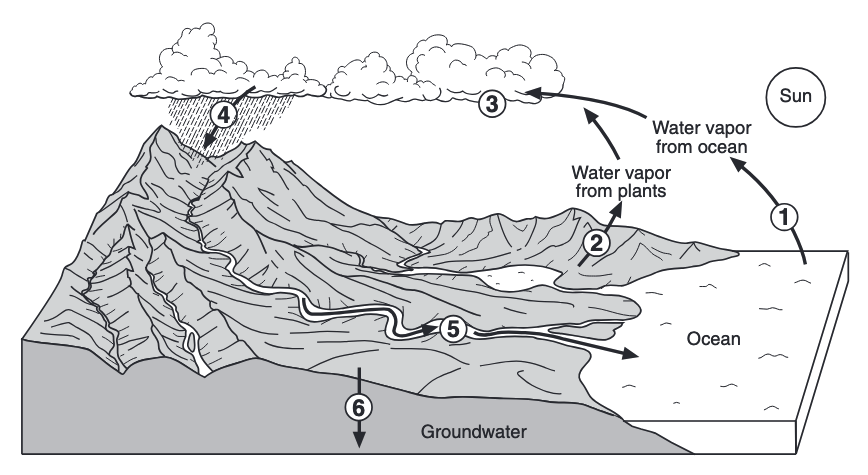 4
3
Sun
Water vapor
from ocean
Water vapor
from plants
1
2
5
Ocean
6
Groundwater